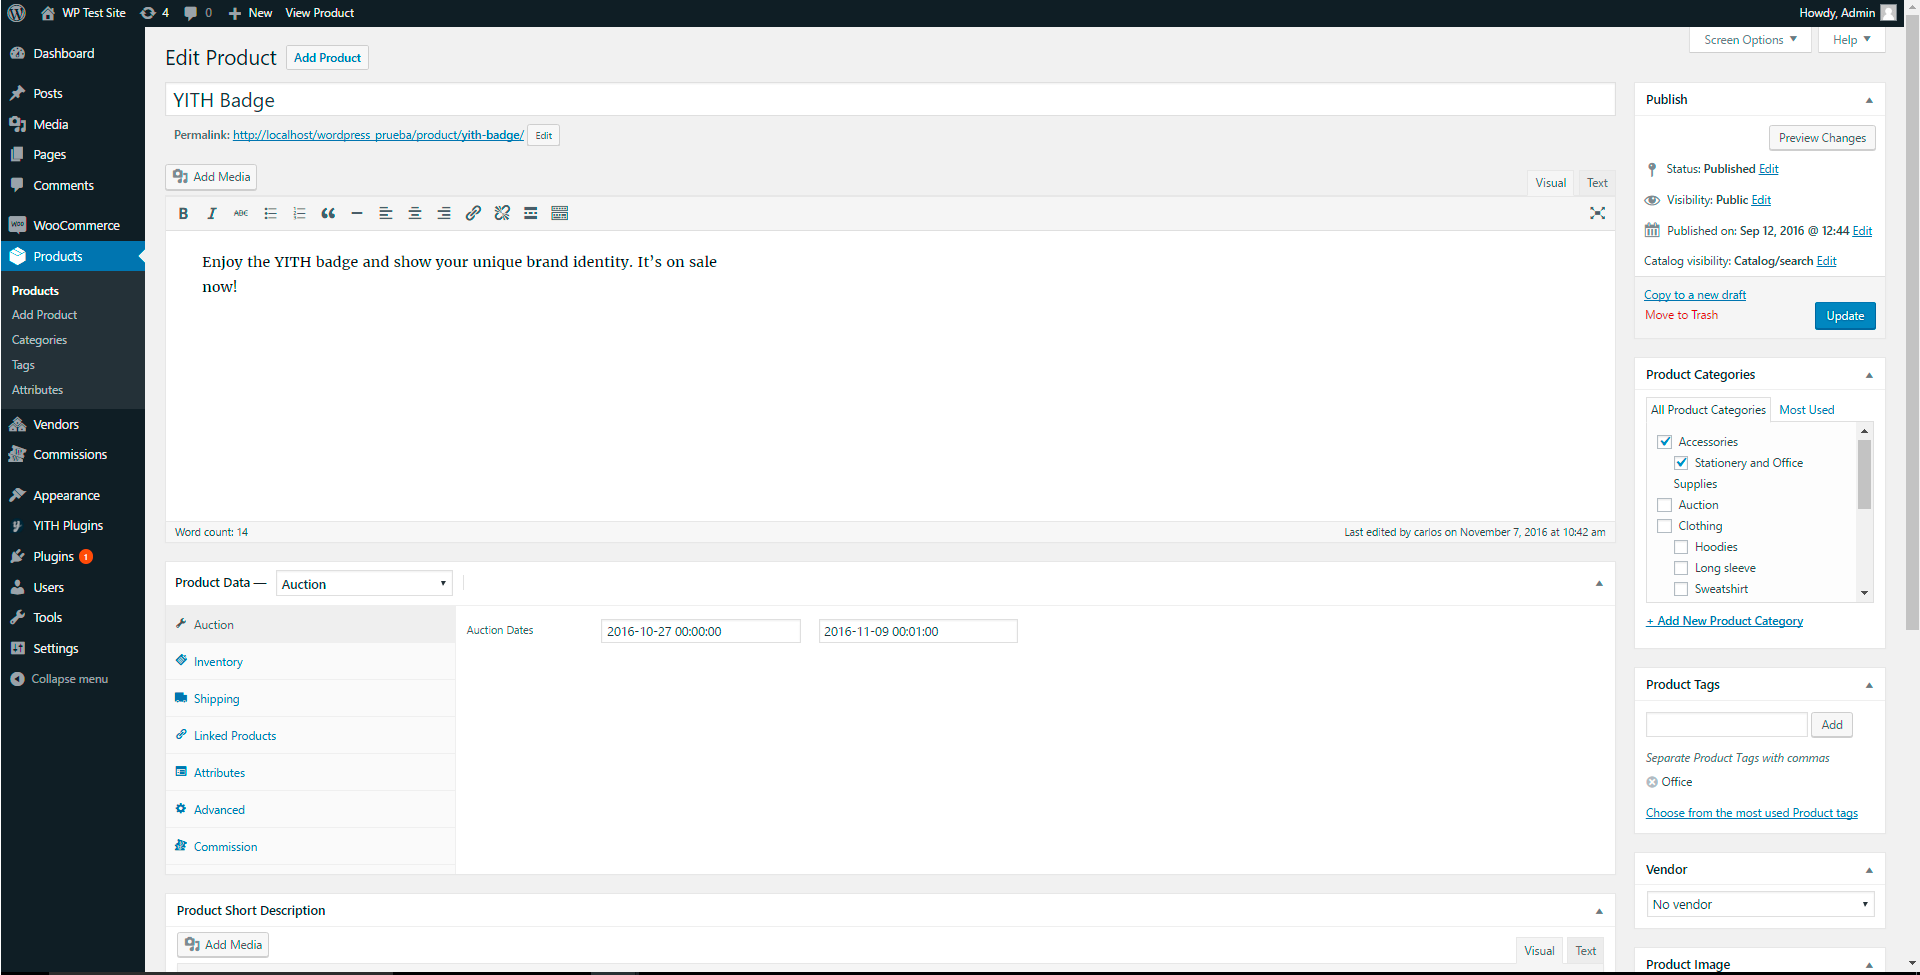 WP Test Site 4 0 New View Product Howdy, Admin
Screen Options Help
Dashboard
Posts
Media
Pages
Comments
WooCommerce
Products
Products
Add Product
Categories
Tags
Attributes
Vendors
Commissions
Appearance
YITH Plugins
Plugins 1
Users
Tools
Settings
Collapse menu
Edit Product Add Product
YITH Badge
Permalink: http://localhost/wordpress_prueba/product/yith-badge/ Edit
Add Media
Visual Text
B I ABC
Enjoy the YITH badge and show your unique brand identity. It’s on sale
now!
Word count: 14 Last edited by carlos on November 7, 2016 at 10:42 am
Product Data — Auction
Auction
Inventory
Shipping
Linked Products
Attributes
Advanced
Commission
Auction Dates 2016-10-27 00:00:00 2016-11-09 00:01:00
Product Short Description
Add Media
Visual Text
Publish
Preview Changes
Status: Published Edit
Visibility: Public Edit
Published on: Sep 12, 2016 @ 12:44 Edit
Catalog visibility: Catalog/search Edit
Copy to a new draft
Move to Trash
Update
Product Categories
All Product Categories Most Used
Accessories
Stationery and Office
Supplies
Auction
Clothing
Hoodies
Long sleeve
Sweatshirt
+ Add New Product Category
Product Tags
Add
Separate Product Tags with commas
Office
Choose from the most used Product tags
Vendor
No vendor
Product Image